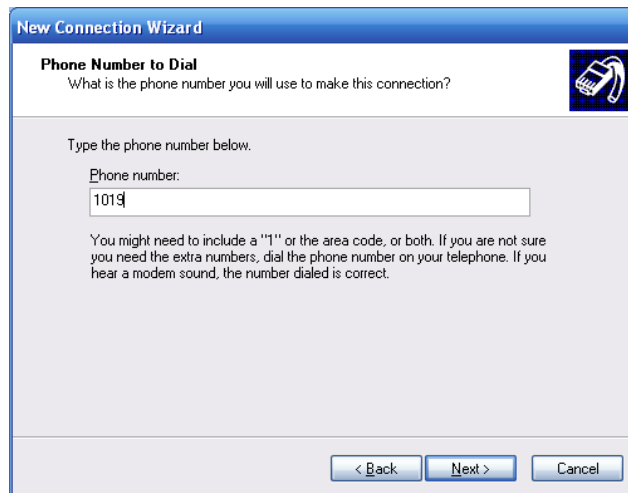 New Connection Wizard
Phone Number to Dial
What is the phone number you will use to make this connection?
Type the phone number below.
Phone number:
1019
You might need to include a "1" or the area code, or both. If you are not sure
you need the extra numbers, dial the phone number on your telephone. If you
hear a modem sound, the number dialed is correct.
< Back Next > Cancel